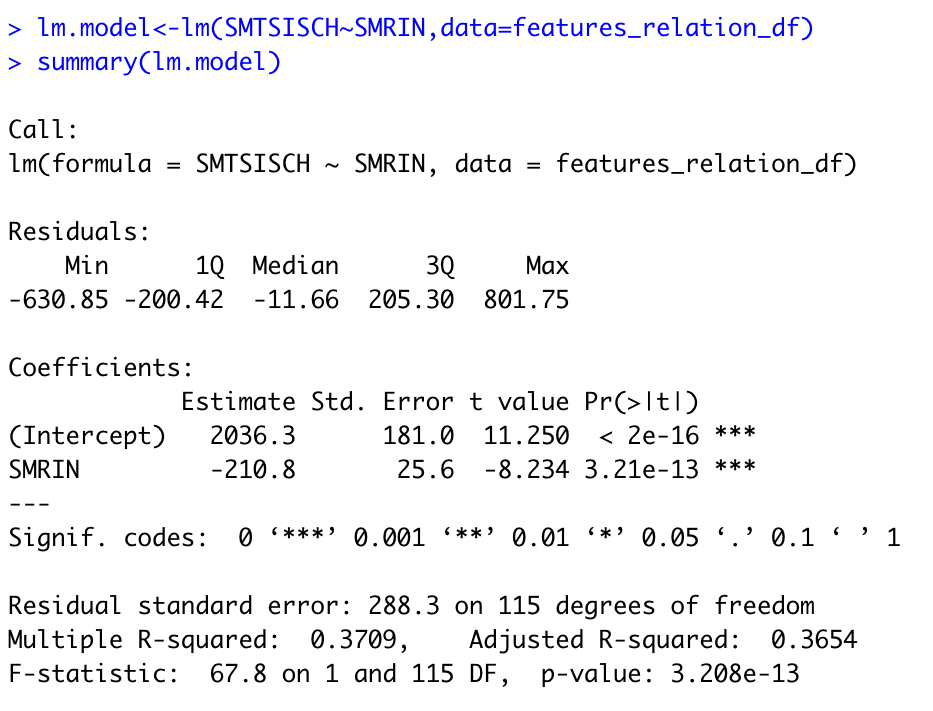 > lm.model<-lm(SMTSISCH~SMRIN,data=features_relation_df)
> summary(lm.model)
Call:
lm(formula = SMTSISCH ~ SMRIN, data = features_relation_df)
Residuals:
    Min      1Q  Median      3Q     Max
-630.85 -200.42  -11.66  205.30  801.75
Coefficients:
            Estimate Std. Error t value Pr(>|t|)
(Intercept)   2036.3      181.0  11.250  < 2e-16 ***
SMRIN         -210.8       25.6  -8.234 3.21e-13 ***
---
Signif. codes:  0 ‘***’ 0.001 ‘**’ 0.01 ‘*’ 0.05 ‘.’ 0.1 ‘ ’ 1
Residual standard error: 288.3 on 115 degrees of freedom
Multiple R-squared:  0.3709,    Adjusted R-squared:  0.3654
F-statistic:  67.8 on 1 and 115 DF,  p-value: 3.208e-13